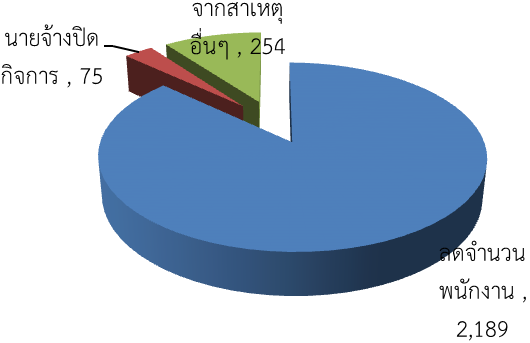 จากสาเหตุ
อื่นๆ , 254
นายจ้างปิด
กิจการ , 75
ลดจำนวน
พนักงาน ,
2,189